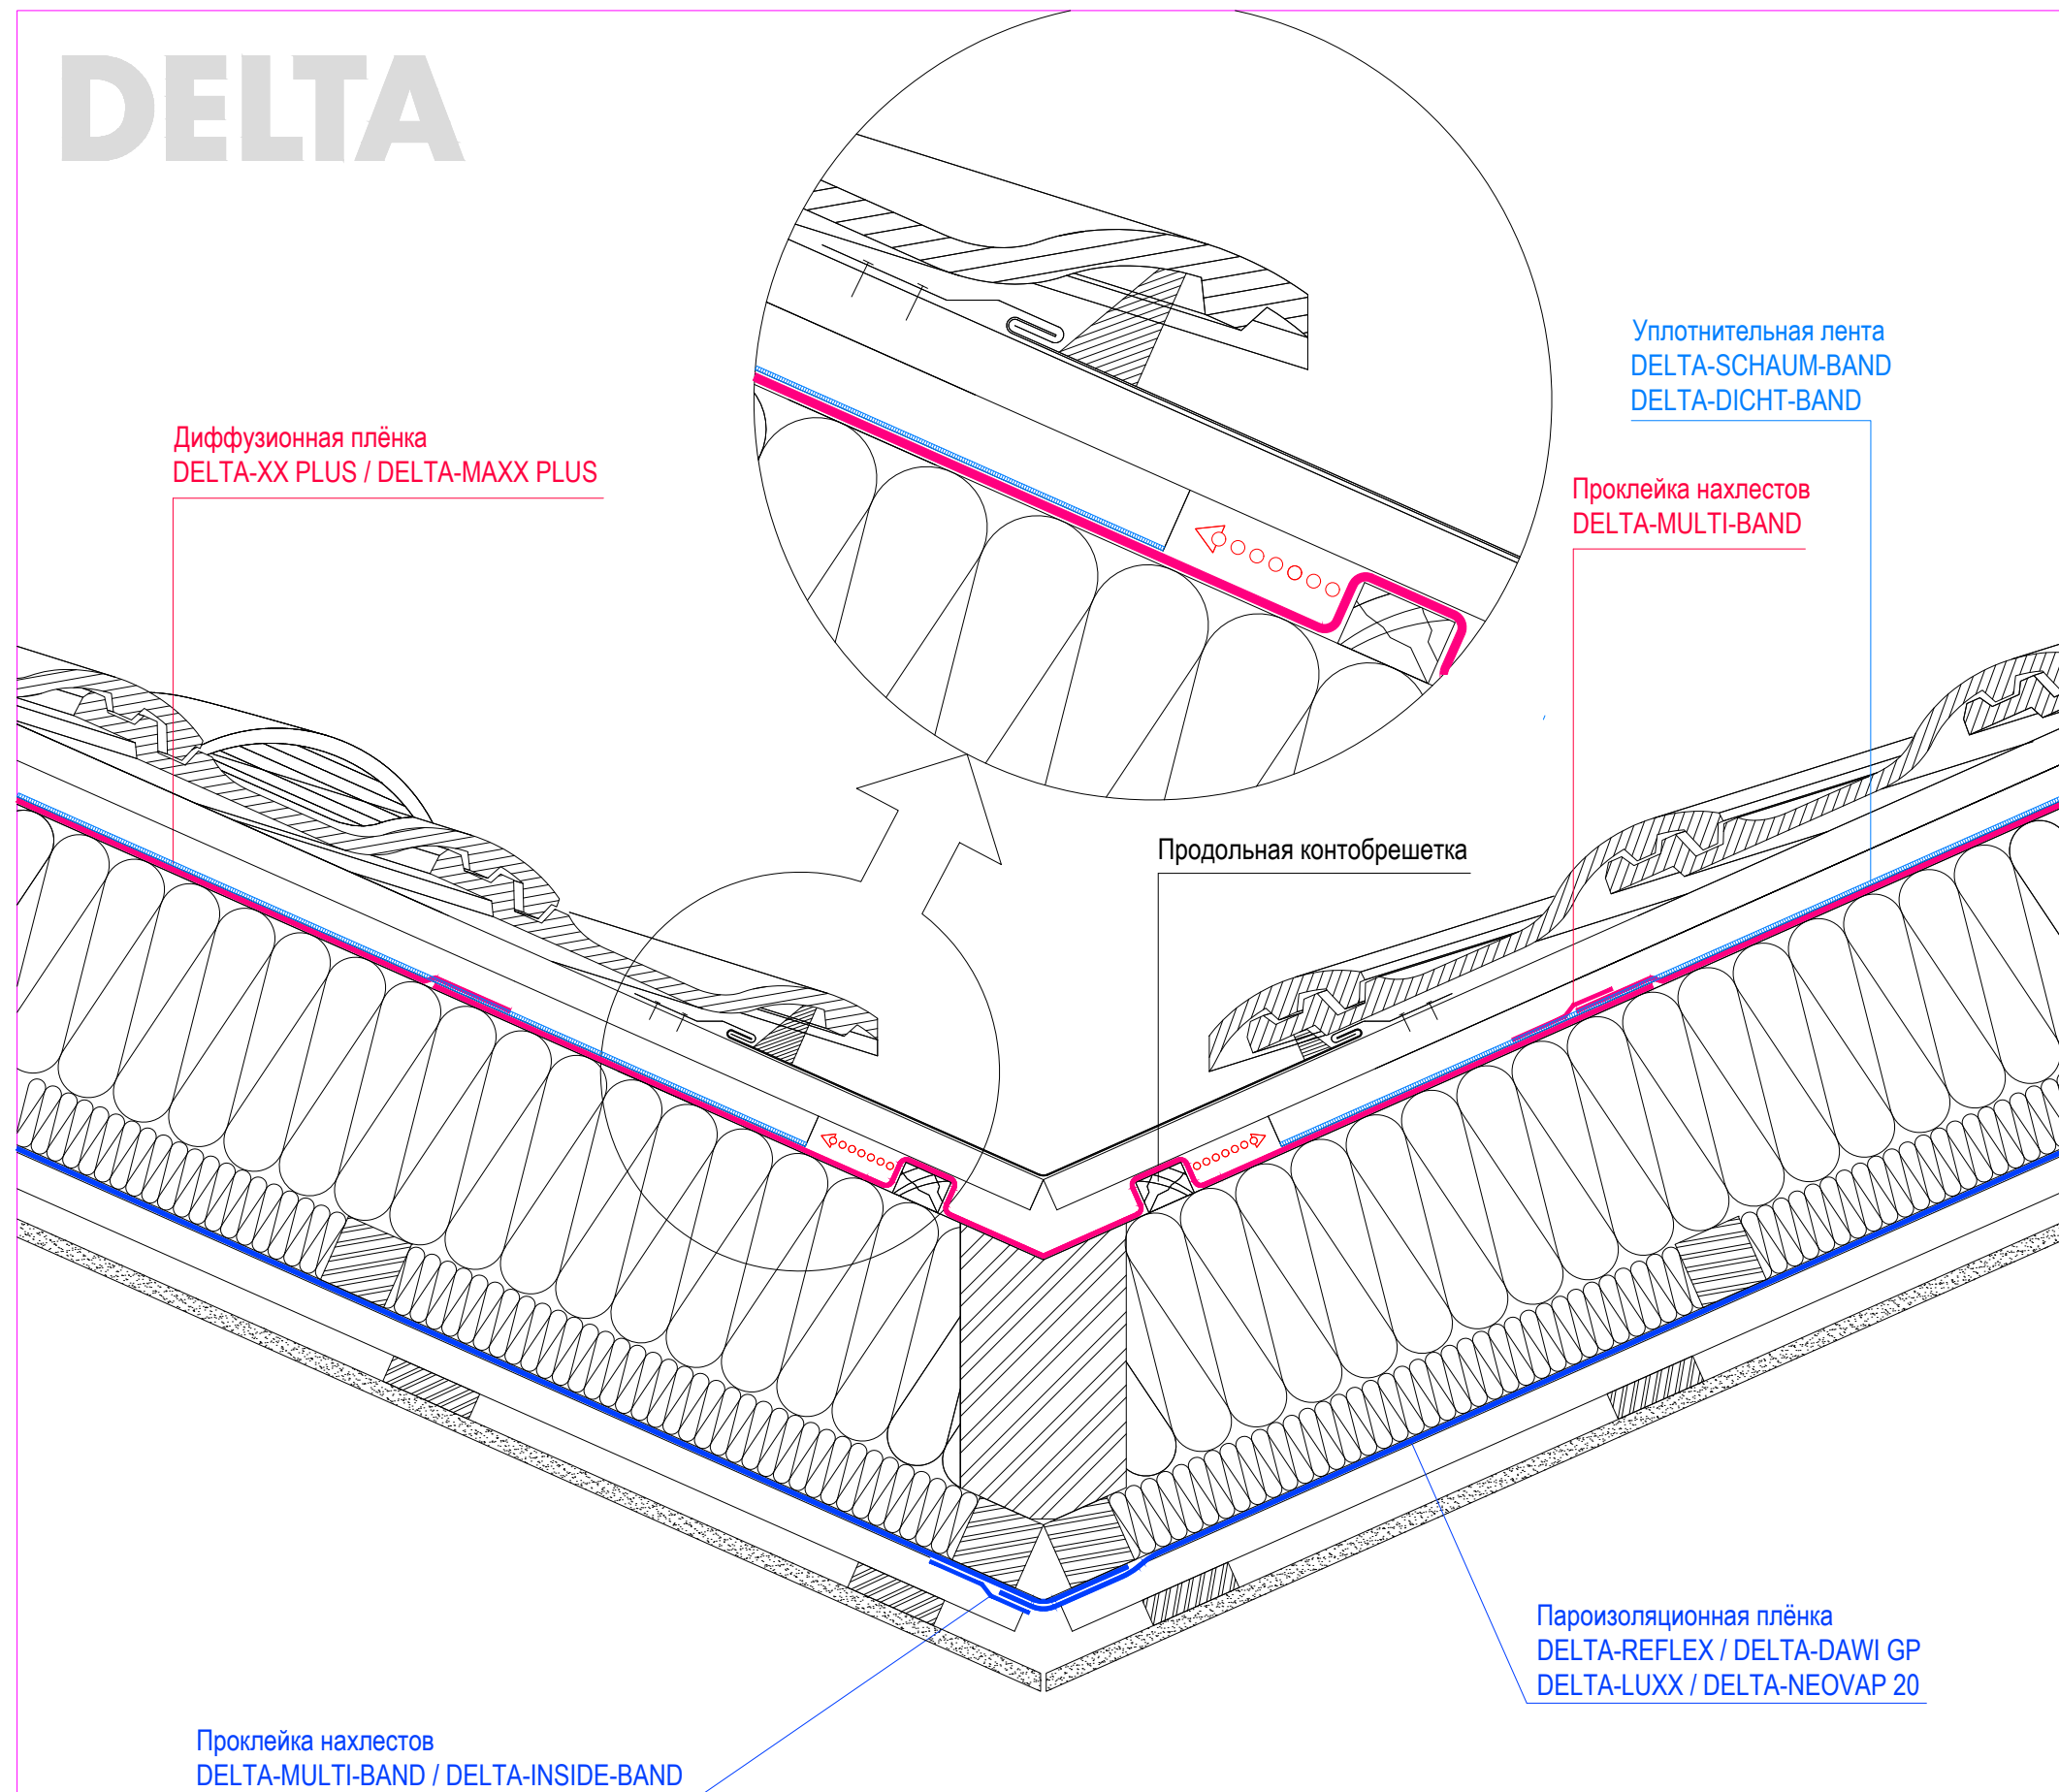 DELTA
Уплотнительная лента
DELTA-SCHAUM-BAND
DELTA-DICHT-BAND
Диффузионная плёнка
DELTA-XX PLUS / DELTA-MAXX PLUS
Проклейка нахлестов
DELTA-MULTI-BAND
Продольная контобрешетка
Пароизоляционная плёнка
DELTA-REFLEX / DELTA-DAWI GP
DELTA-LUXX / DELTA-NEOVAP 20
Проклейка нахлестов
DELTA-MULTI-BAND / DELTA-INSIDE-BAND